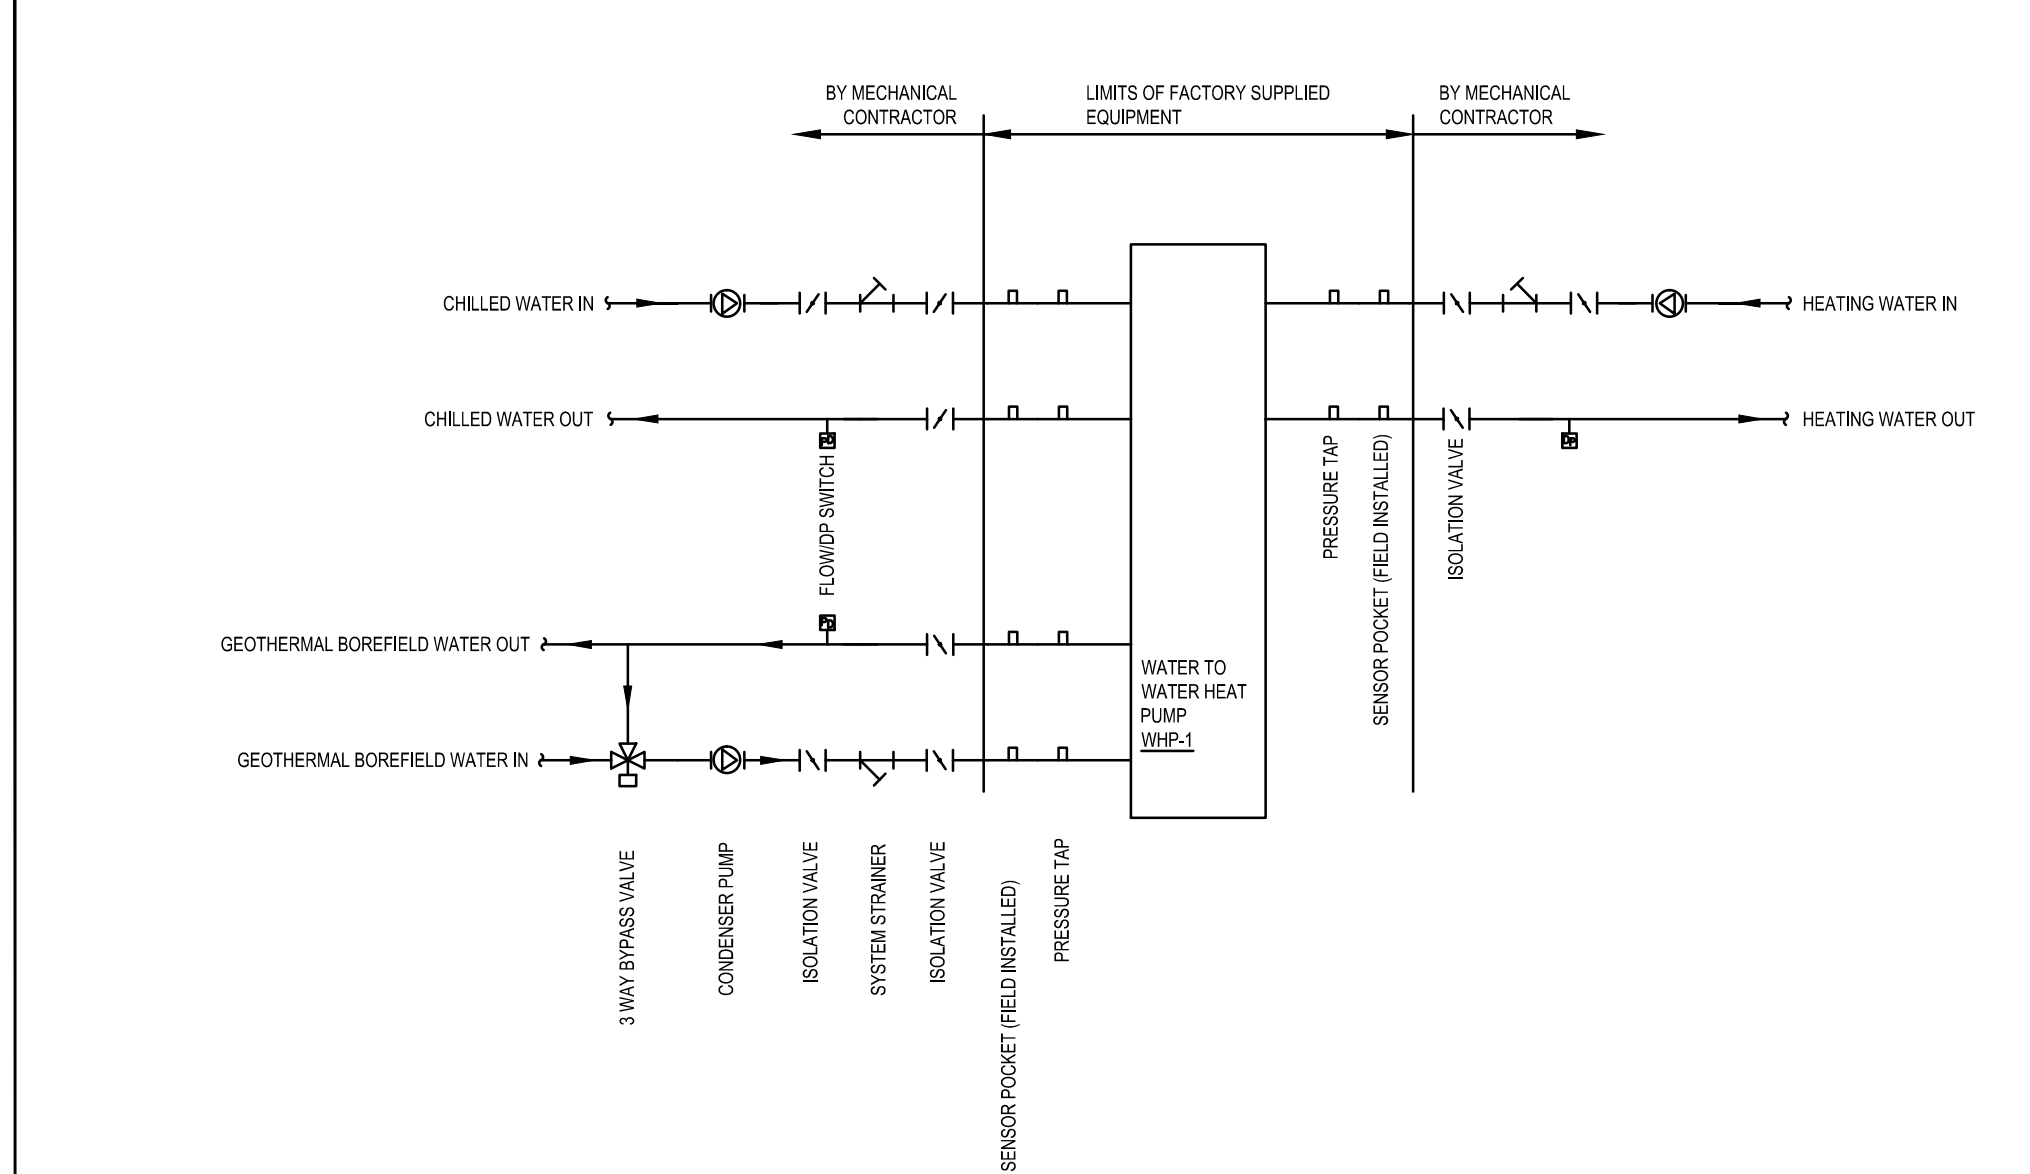 BY MECHANICAL
CONTRACTOR
LIMITS OF FACTORY SUPPLIED
EQUIPMENT
BY MECHANICAL
CONTRACTOR
CHILLED WATER IN
HEATING WATER IN
CHILLED WATER OUT
HEATING WATER OUT
DP
FLOW/DP SWITCH
PRESSURE TAP
SENSOR POCKET (FIELD INSTALLED)
ISOLATION VALVE
GEOTHERMAL BOREFIELD WATER OUT
WATER TO
WATER HEAT
PUMP
WHP-1
GEOTHERMAL BOREFIELD WATER IN
3 WAY BYPASS VALVE
CONDENSER PUMP
ISOLATION VALVE
SYSTEM STRAINER
ISOLATION VALVE
SENSOR POCKET (FIELD INSTALLED)
PRESSURE TAP